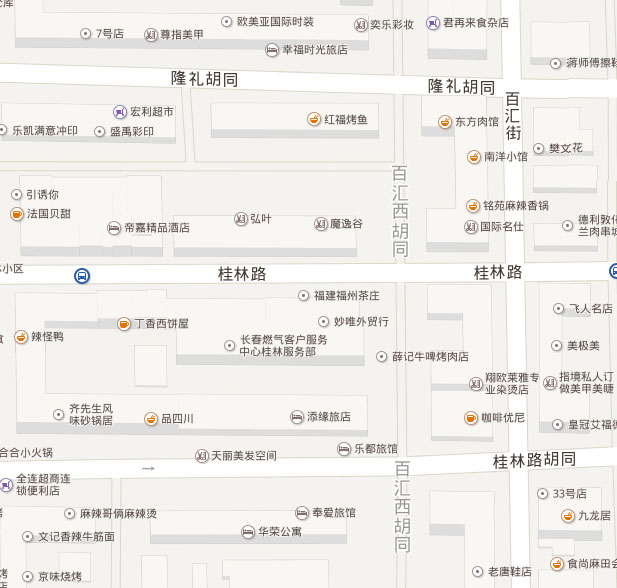 欧美亚国际时装
奕乐彩妆
君再来食杂店
7号店
尊指美甲
幸福时光旅店
蒋师傅擦鞋
隆礼胡同
隆礼胡同
百汇街
宏利超市
红福烤鱼
东方肉馆
乐凯满意冲印
盛禹彩印
樊文花
南洋小馆
百汇西胡同
引诱你
法国贝甜
铭苑麻辣香锅
弘叶
魔逸谷
帝嘉精品酒店
国际名仕
德利敦化
兰肉串城
小区
桂林路
桂林路
福建福州茶庄
飞人名店
丁香西饼屋
妙唯外贸行
辣怪鸭
长春燃气客户服务
中心桂林服务部
星极美
薛记牛啤烤肉店
翔欧莱雅专
业染烫店
指境私人订
做美甲美睫
齐先生风
味砂锅居
品四川
添缘旅店
咖啡优尼
皇冠艾福
合合小火锅
天丽美发空间
乐都旅馆
桂林路胡同
全连超商连
锁便利店
百汇西胡同
麻辣哥俩麻辣烫
奉爱旅馆
33号店
九龙居
文记香辣牛筋面
华荣公寓
京味烧烤
老唐鞋店
食尚麻田